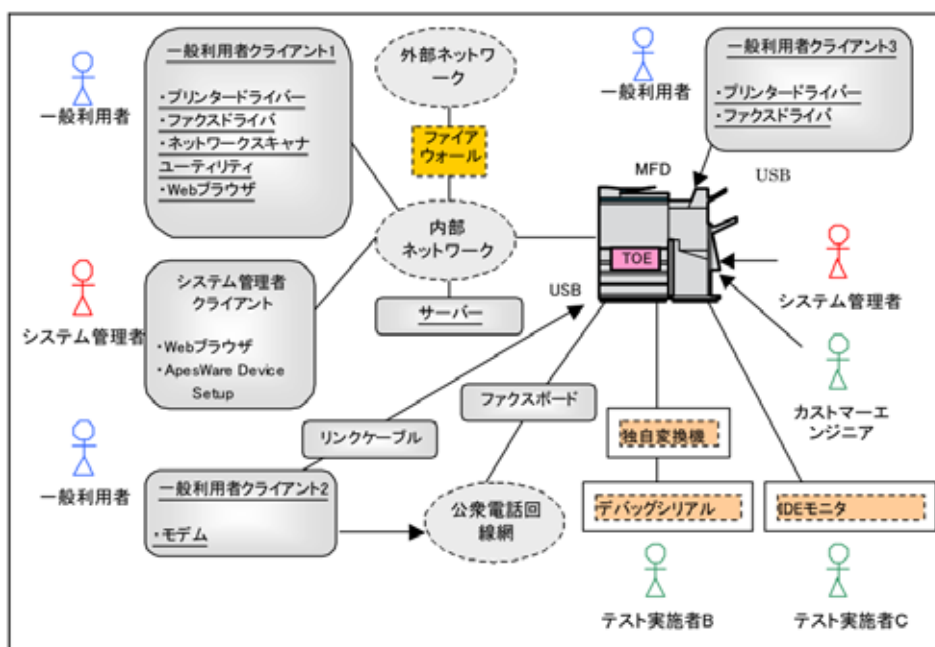 一般利用者クライアント1
・プリンタードライバー
・ファクスドライバ
・ネットワークスキャナ
ユーティリティ
・Webブラウザ
一般利用者
外部ネットワ
ーク
ファイア
ウォール
一般利用者
一般利用者クライアント3
・プリンタードライバー
・ファクスドライバ
MFD
USB
内部
ネットワーク
TOE
システム管理者
クライアント
・Webブラウザ
・ApesWare Device
Setup
システム管理者
USB
サーバー
システム管理者
カストマーエ
ンジニア
ファクスボード
リンクケーブル
独自変換機
一般利用者
一般利用者クライアント2
・モデム
公衆電話回
線網
デバッグシリアル
IDEモニタ
テスト実施者B
テスト実施者C